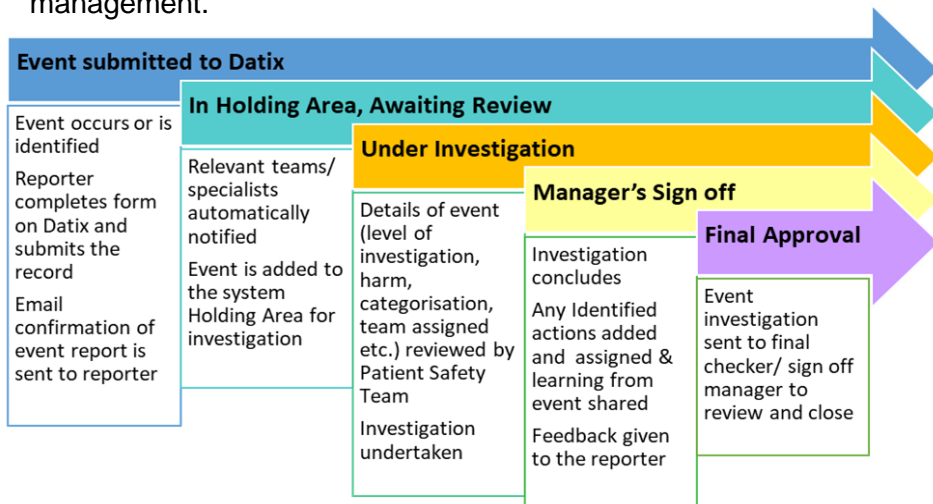 management.
Event submitted to Datix
Event occurs or is
identified
Reporter
completes form
on Datix and
submits the
record
Email
confirmation of
event report is
sent to reporter
In Holding Area, Awaiting Review
Relevant teams/
specialists
automatically
notified
Event is added to
the system
Holding Area for
investigation
Under Investigation
Details of event
(level of
investigation,
harm,
categorisation,
team assigned
etc.) reviewed by
Patient Safety
Team
Investigation
undertaken
Manager's Sign off
Investigation
concludes
Any Identified
actions added
and assigned &
learning from
event shared
Feedback given
to the reporter
Final Approval
Event
investigation
sent to final
checker/ sign off
manager to
review and close